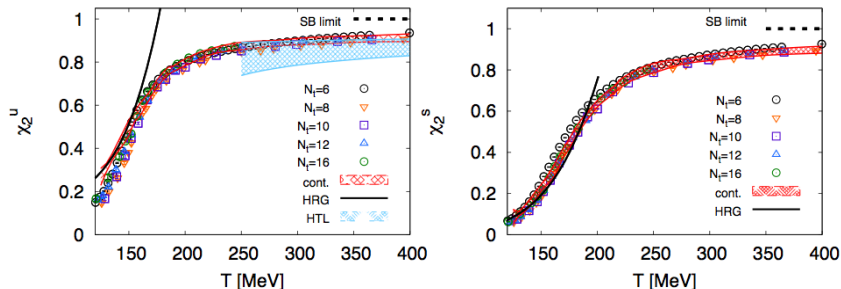 SB limit
1
0.8
0.6
0.4
0.2
0
χ₂ᵘ
Nt=6
Nt=8
Nt=10
Nt=12
Nt=16
cont.
HRG
HTL
150 200 250 300 350 400
T [MeV]
SB limit
1
0.8
0.6
0.4
0.2
0
χ₂ˢ
Nt=6
Nt=8
Nt=10
Nt=12
Nt=16
cont.
HRG
150 200 250 300 350 400
T [MeV]